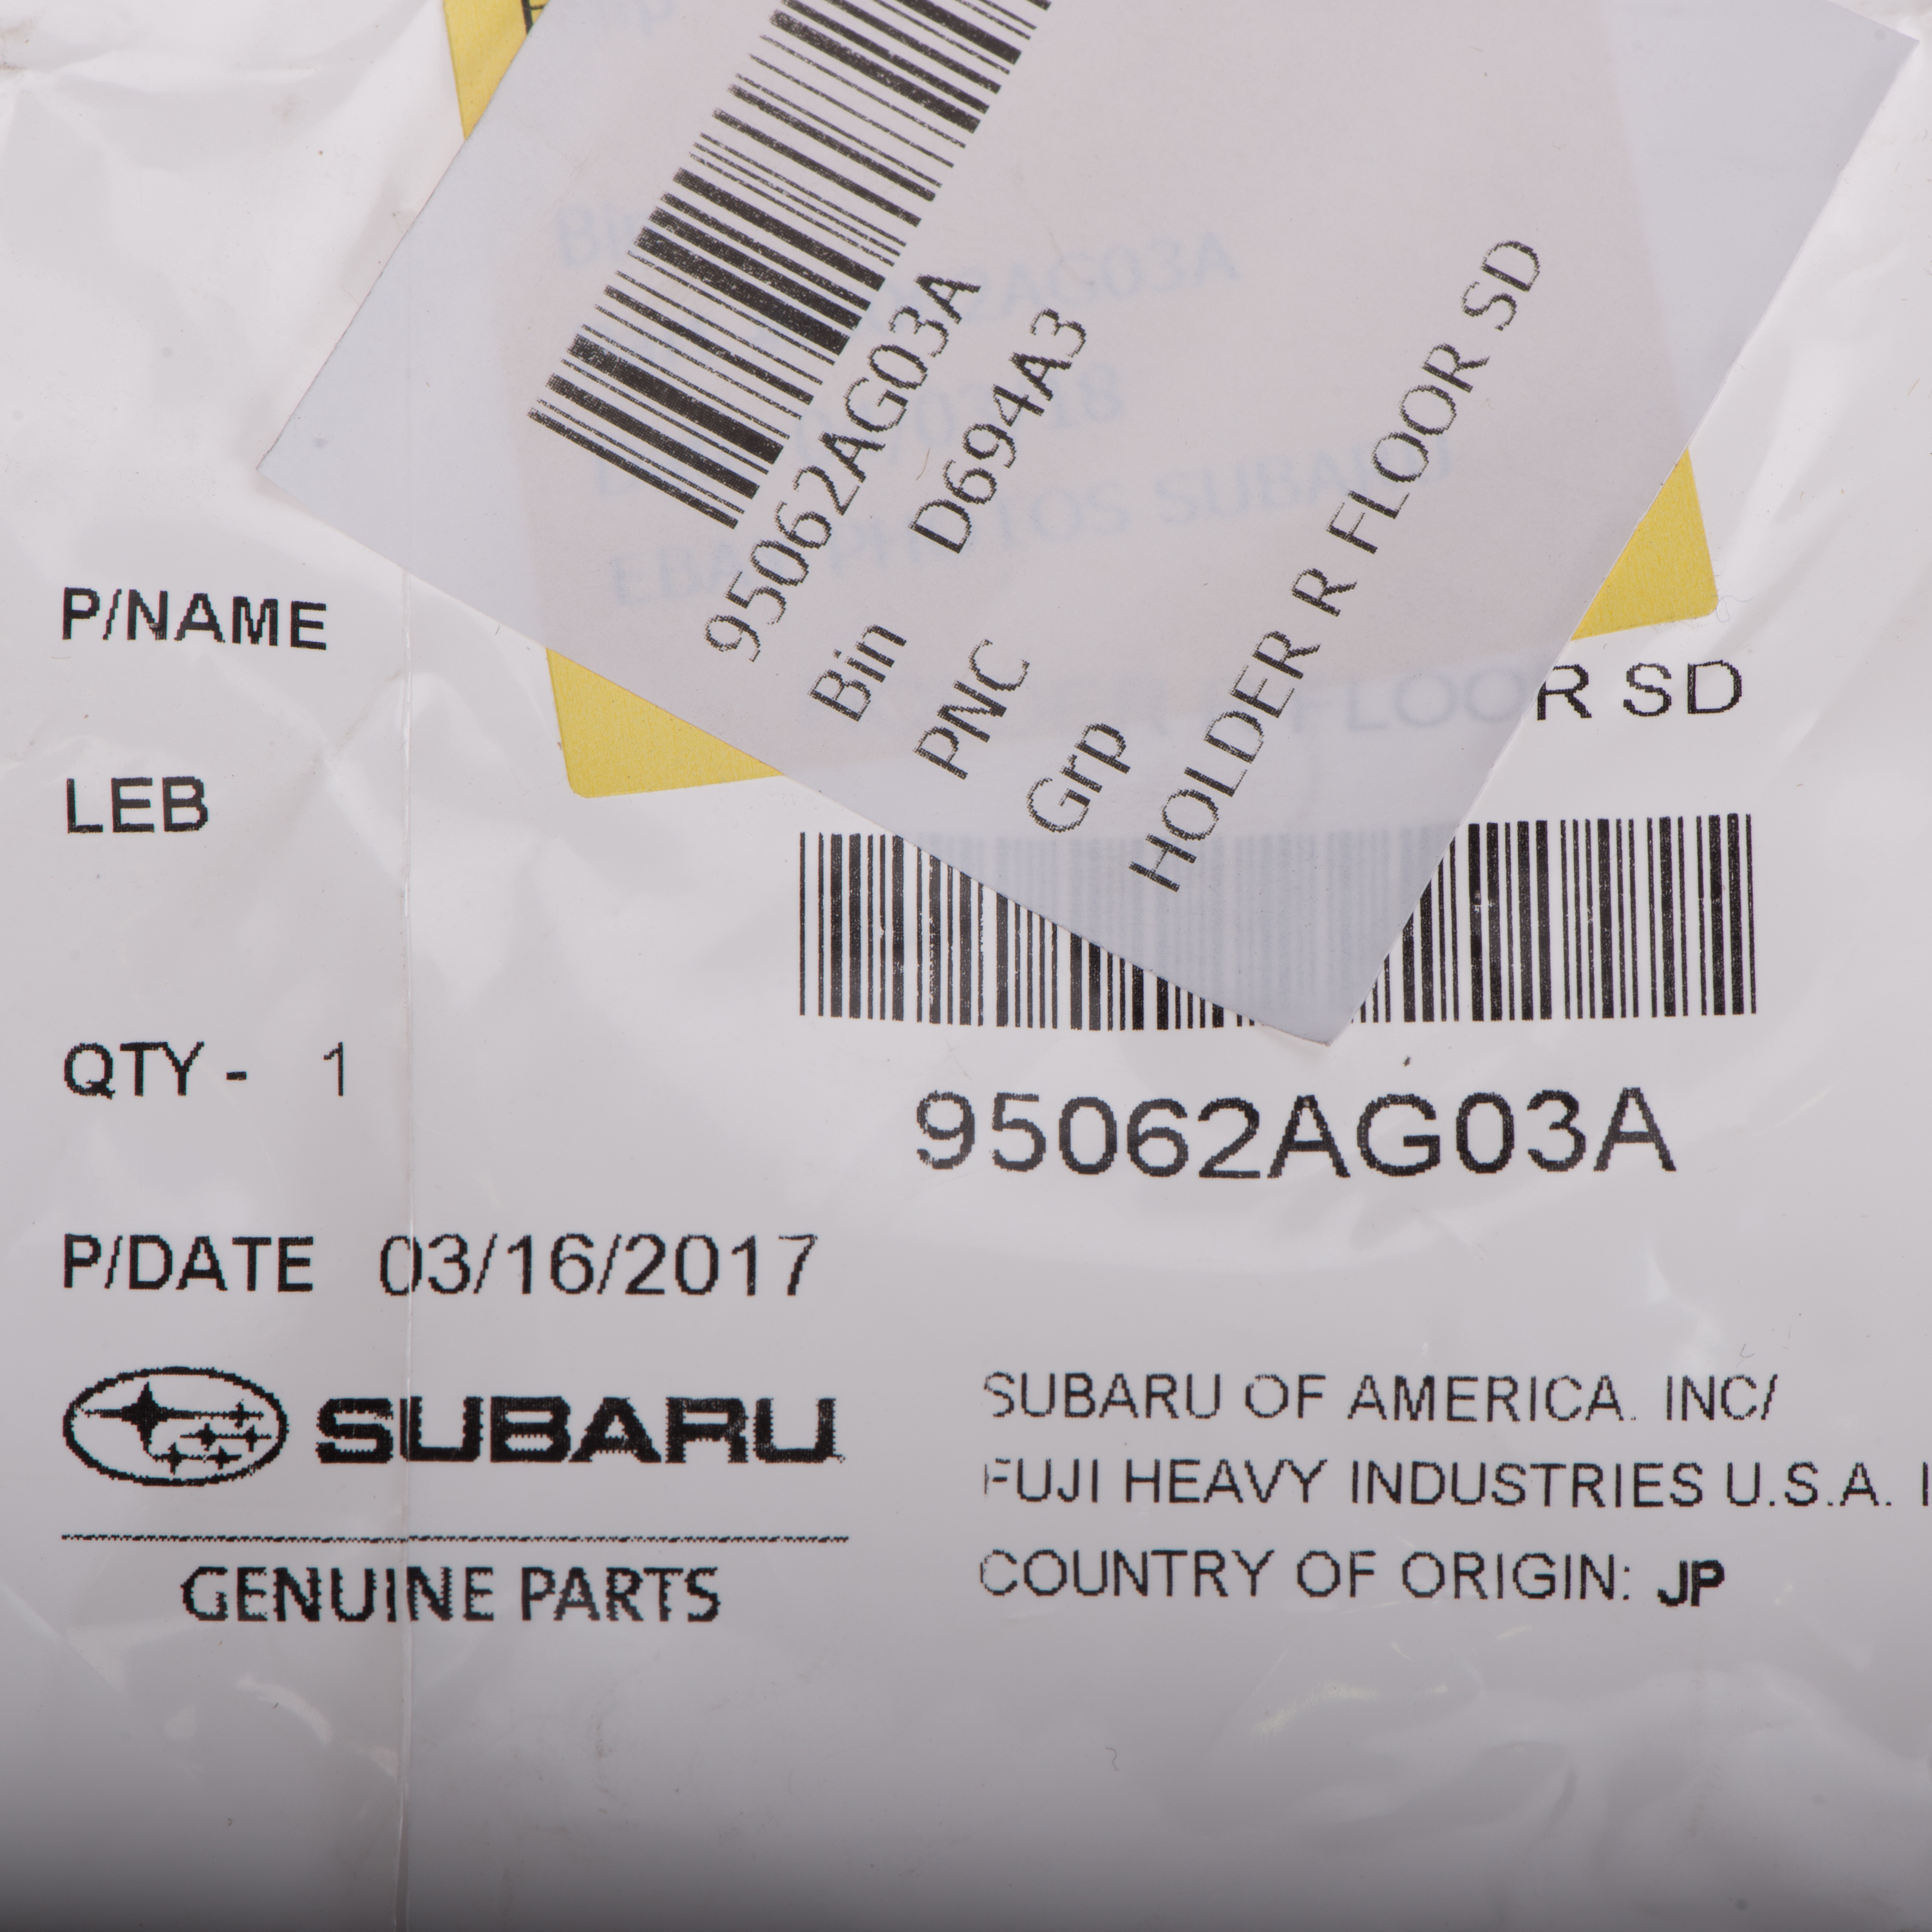 95062AG03A
Bin D694A3
PNC
Grp
HOLDER R FLOOR SD
P/NAME R SD
LEB
QTY - 1
95062AG03A
P/DATE 03/16/2017
SUBARU
GENUINE PARTS
SUBARU OF AMERICA. INC/
FUJI HEAVY INDUSTRIES U.S.A.
COUNTRY OF ORIGIN: JP